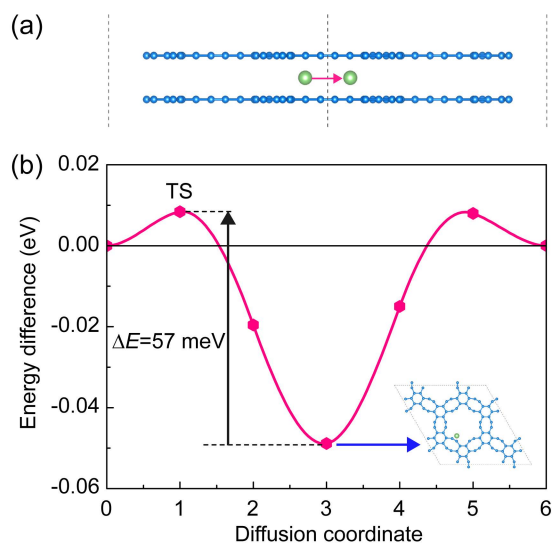 (a)
(b)
0.02
0.00
-0.02
-0.04
-0.06
Energy difference (eV)
TS
ΔE=57 meV
0 1 2 3 4 5 6
Diffusion coordinate